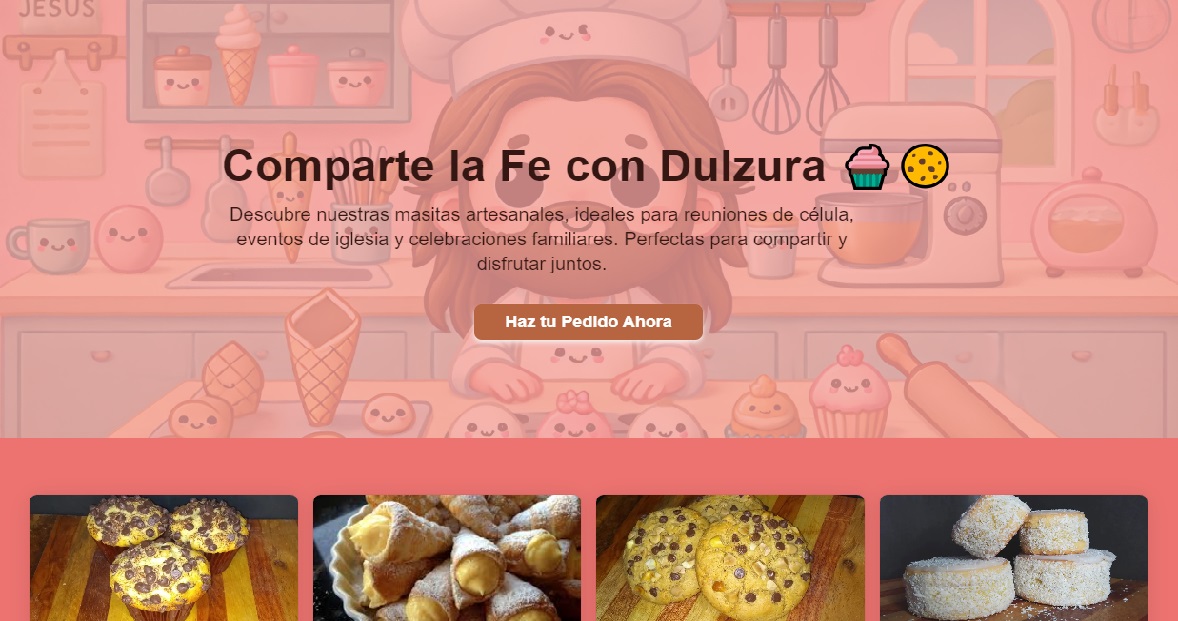 JESUS
Comparte la Fe con Dulzura 🧁🍪
Descubre nuestras masitas artesanales, ideales para reuniones de célula,
eventos de iglesia y celebraciones familiares. Perfectas para compartir y
disfrutar juntos.
Haz tu Pedido Ahora